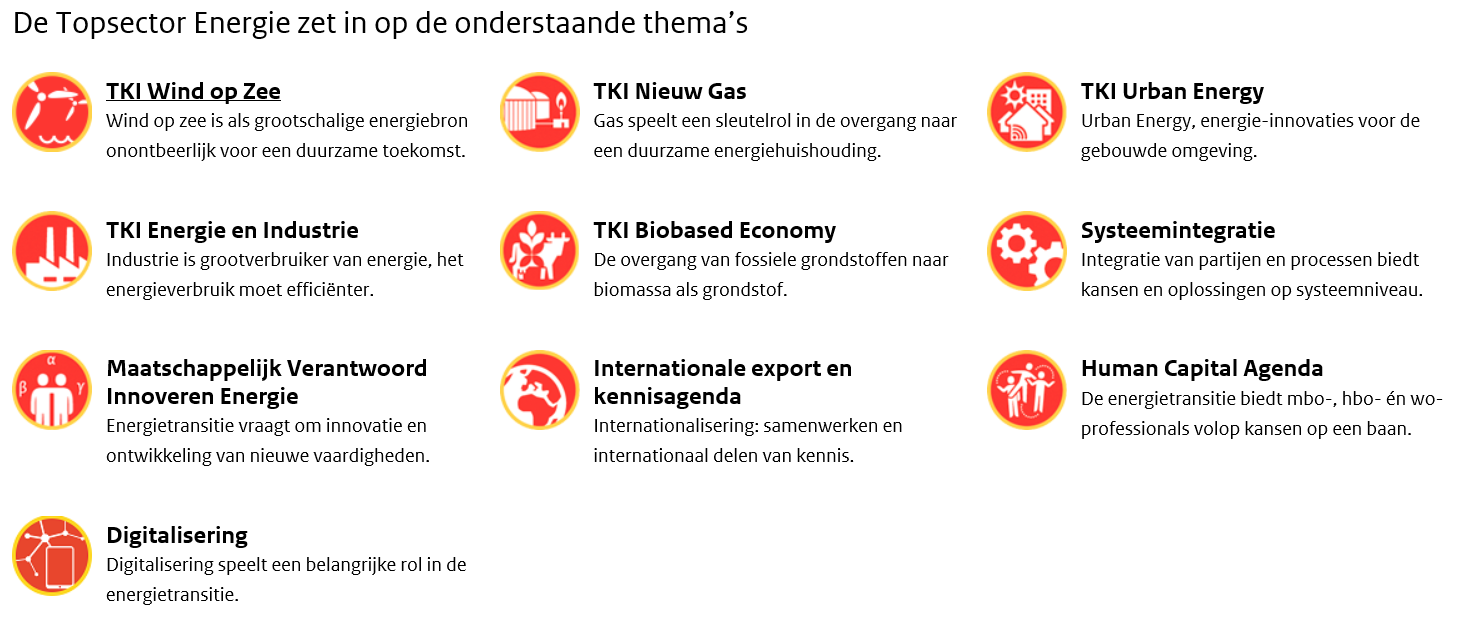 De Topsector Energie zet in op de onderstaande thema's
TKI Wind op Zee
Wind op zee is als grootschalige energiebron
onontbeerlijk voor een duurzame toekomst.
TKI Nieuw Gas
Gas speelt een sleutelrol in de overgang naar
een duurzame energiehuishouding.
TKI Urban Energy
Urban Energy, energie-innovaties voor de
gebouwde omgeving.
TKI Energie en Industrie
Industrie is grootverbruiker van energie, het
energieverbruik moet efficiënter.
TKI Biobased Economy
De overgang van fossiele grondstoffen naar
biomassa als grondstof.
Systeemintegratie
Integratie van partijen en processen biedt
kansen en oplossingen op systeemniveau.
α
β γ
Maatschappelijk Verantwoord
Innoveren Energie
Energietransitie vraagt om innovatie en
ontwikkeling van nieuwe vaardigheden.
Internationale export en
kennisagenda
Internationalisering: samenwerken en
internationaal delen van kennis.
Human Capital Agenda
De energietransitie biedt mbo-, hbo- én wo-
professionals volop kansen op een baan.
Digitalisering
Digitalisering speelt een belangrijke rol in de
energietransitie.